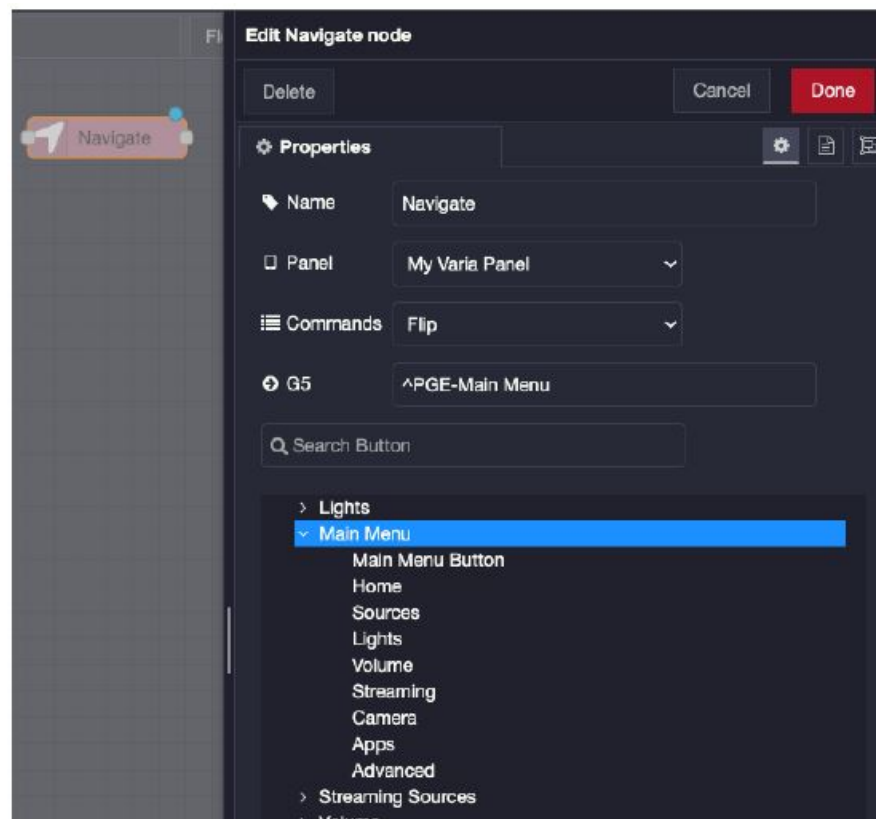 Fl
Edit Navigate node
Delete
Cancel
Done
Navigate
Properties
Name
Navigate
Panel
My Varia Panel
Commands
Flip
G5
^PGE-Main Menu
Search Button
> Lights
Main Menu
Main Menu Button
Home
Sources
Lights
Volume
Streaming
Camera
Apps
Advanced
> Streaming Sources
> Volume